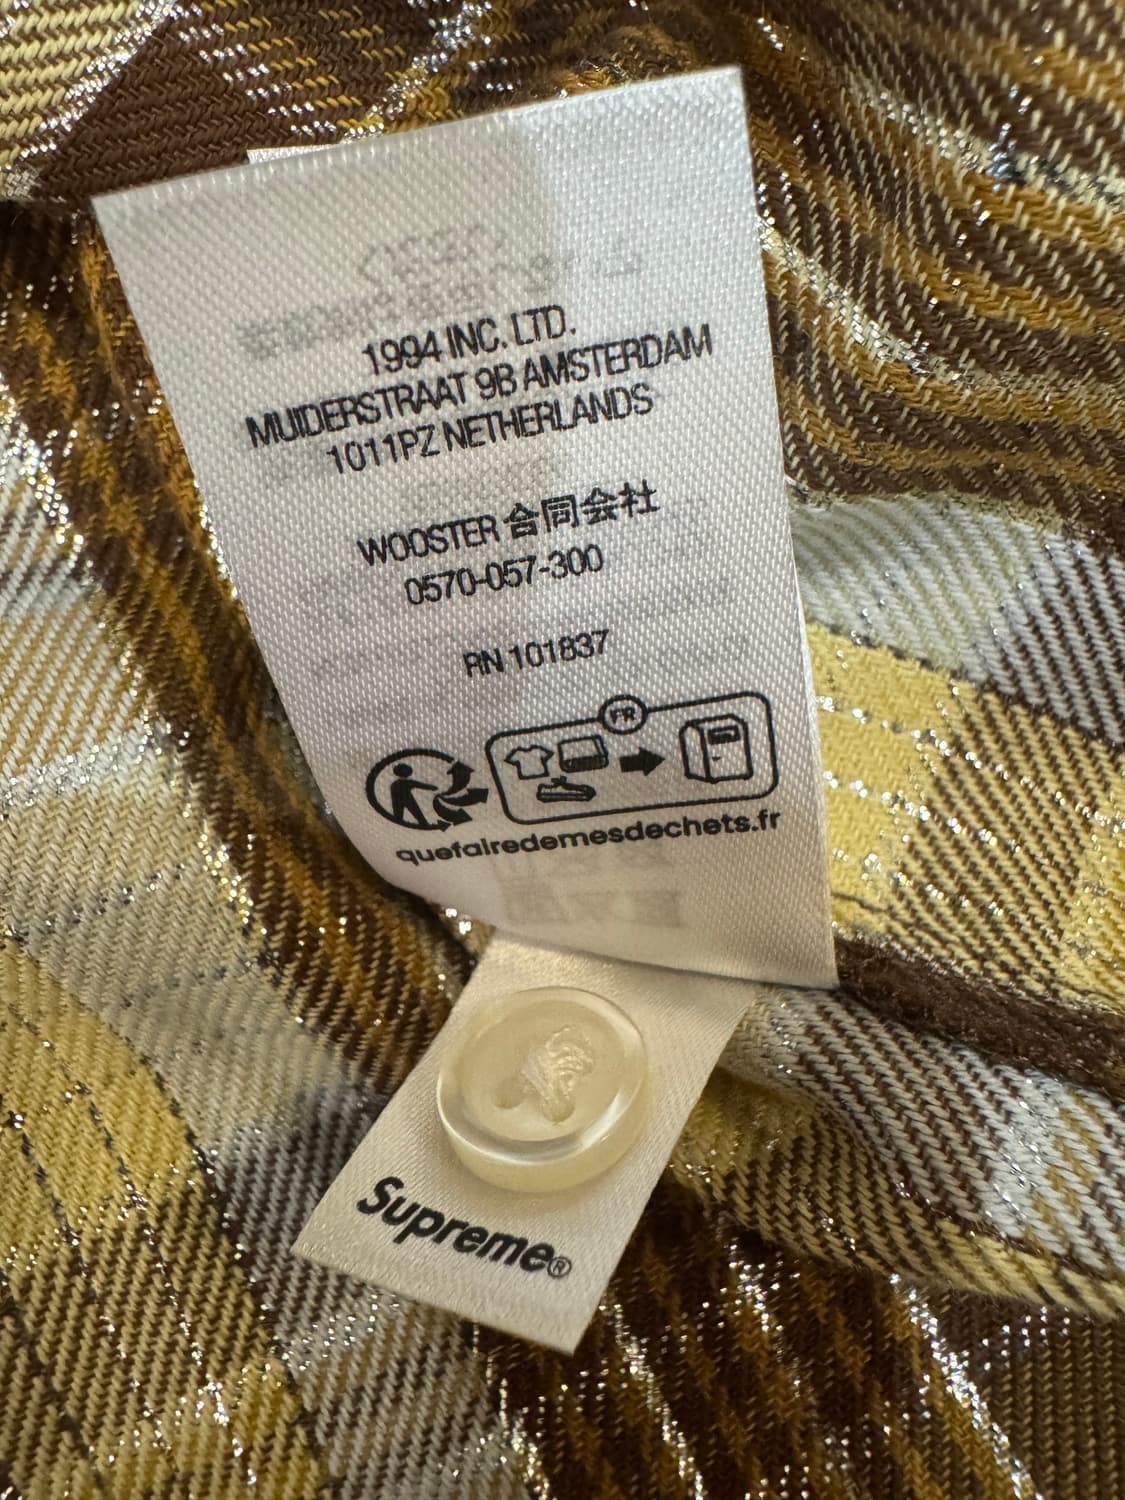 1994 INC. LTD.
MUIDERSTRAAT 9B AMSTERDAM
1011PZ NETHERLANDS
WOOSTER 合同会社
0570-057-300
RN 101837
FR
quefairedemesdechets.fr
Supreme®